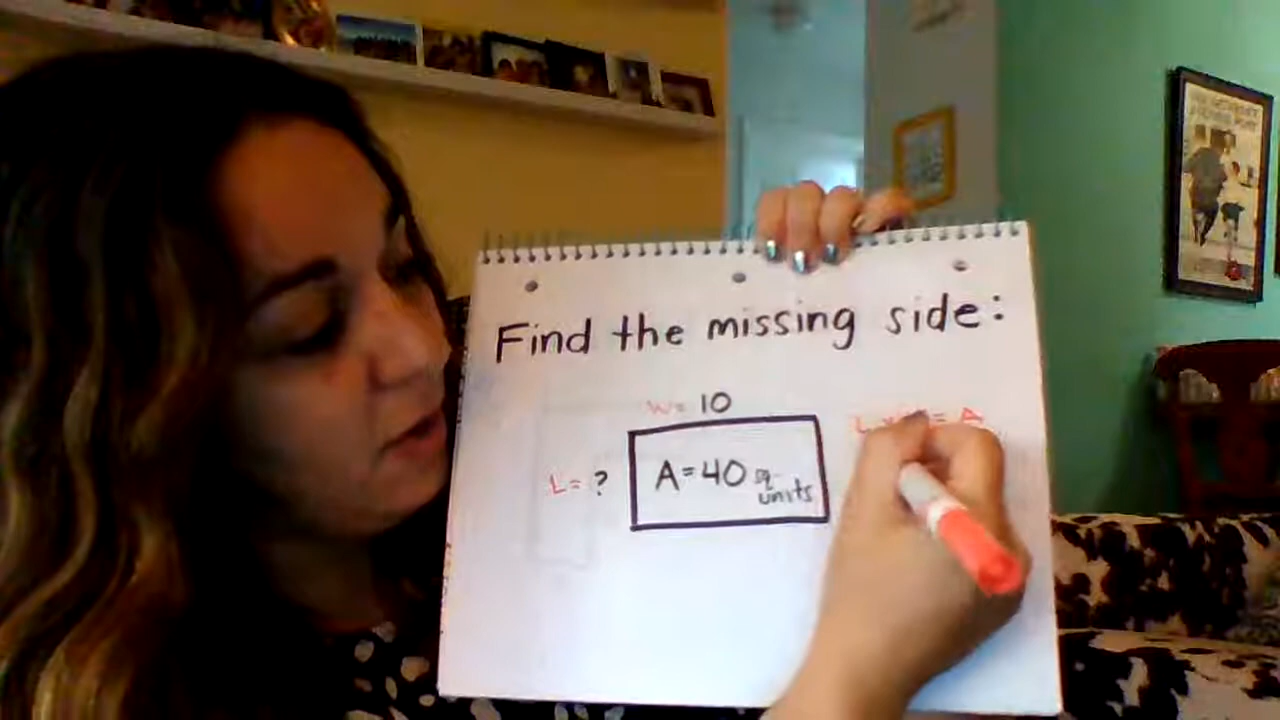 Find the missing side:
W= 10
L= ?
A=40 sq
units
L = A